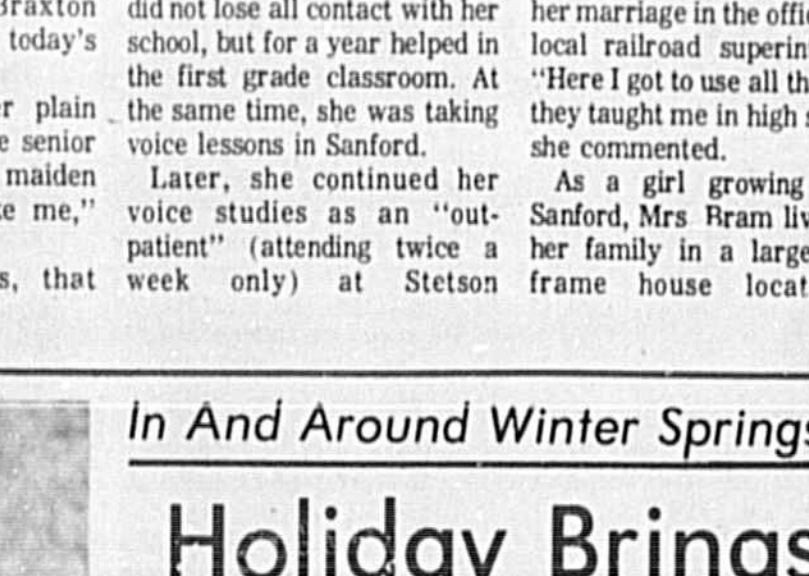 Braxton
today's
er plain
e senior
maiden
ke me,"
s, that
did not lose all contact with her
school, but for a year helped in
the first grade classroom. At
the same time, she was taking
voice lessons in Sanford.
Later, she continued her
voice studies as an "out-
patient" (attending twice a
week only) at Stetson
her marriage in the offi
local railroad superin
"Here I got to use all th
they taught me in high s
she commented.
As a girl growing
Sanford, Mrs Bram liv
her family in a large
frame house locat
In And Around Winter Springs
Holiday Brings